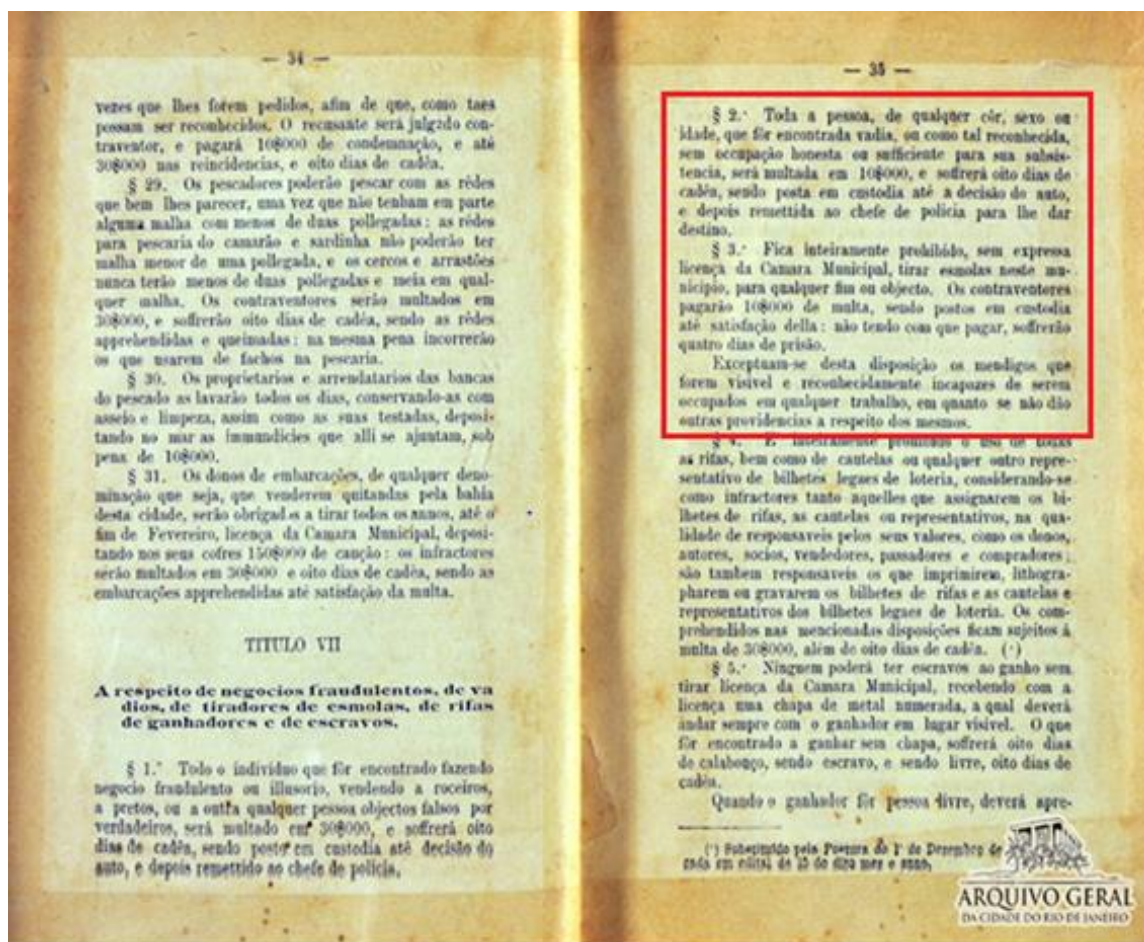 — 34 —
vezes que lhes forem pedidos, afim de que, como taes
possam ser reconhecidos. O recusante será julgado con-
traventor, e pagará 10$000 de condemnação, e até
30$000 nas reincidencias, e oito dias de cadêa.
§ 29. Os pescadores poderão pescar com as rêdes
que bem lhes parecer, uma vez que não tenham em parte
alguma malha com menos de duas pollegadas: as rêdes
para pescaria do camarão e sardinha não poderão ter
malha menor de uma pollegada, e os cercos e arrastões
nunca terão menos de duas pollegadas e meia em qual-
quer malha. Os contraventores serão multados em
30$000, e soffrerão oito dias de cadêa, sendo as rêdes
apprehendidas e queimadas: na mesma pena incorrerão
os que usarem de fachos na pescaria.
§ 30. Os proprietarios e arrendatarios das bancas
do pescado as lavarão todos os dias, conservando-as com
asseio e limpeza, assim como as suas testadas, deposi-
tando no mar as immundicies que alli se ajuntam, sob
pena de 10$000.
§ 31. Os donos de embarcações, de qualquer deno-
minação que seja, que venderem quitandas pela bahia
desta cidade, serão obrigados a tirar todos os annos, até o
fim de Fevereiro, licença da Camara Municipal, deposi-
tando nos seus cofres 150$000 de caução: os infractores
serão multados em 30$000 e oito dias de cadêa, sendo as
embarcações apprehendidas até satisfação da multa.
TITULO VII
A respeito de negocios fraudulentos, de va
dios, de tiradores de esmolas, de rifas
de ganhadores e de escravos.
§ 1.º Todo o individuo que fôr encontrado fazendo
negocio fraudulento ou illusorio, vendendo a roceiros,
a pretos, ou a outra qualquer pessoa objectos falsos por
verdadeiros, será multado em 30$000, e soffrerá oito
dias de cadêa, sendo posto em custodia até decisão do
auto, e depois remettido ao chefe de policia.
— 35 —
§ 2.º Toda a pessoa, de qualquer côr, sexo ou
idade, que fôr encontrada vadia, ou como tal reconhecida,
sem occupação honesta ou sufficiente para sua subsis-
tencia, será multada em 10$000, e soffrerá oito dias de
cadêa, sendo posta em custodia até a decisão do auto,
e depois remettida ao chefe de policia para lhe dar
destino.
§ 3.º Fica inteiramente prohibido, sem expressa
licença da Camara Municipal, tirar esmolas neste mu-
nicipio, para qualquer fim ou objecto. Os contraventores
pagarão 10$000 de multa, sendo postos em custodia
até satisfação della: não tendo com que pagar, soffrerão
quatro dias de prisão.
Exceptuam-se desta disposição os mendigos que
forem visivel e reconhecidamente incapazes de serem
occupados em qualquer trabalho, em quanto se não dão
outras providencias a respeito dos mesmos.
§ 4.º E' inteiramente prohibido o uso de todas
as rifas, bem como de cautelas ou qualquer outro repre-
sentativo de bilhetes legaes de loteria, considerando-se
como infractores tanto aquelles que assignarem os bi-
lhetes de rifas, as cautelas ou representativos, na qua-
lidade de responsaveis pelos seus valores, como os donos,
autores, socios, vendedores, passadores e compradores;
são tambem responsaveis os que imprimirem, lithogra-
pharem ou gravarem os bilhetes de rifas e as cautelas e
representativos dos bilhetes legaes de loteria. Os com-
prehendidos nas mencionadas disposições ficam sujeitos á
multa de 30$000, além de oito dias de cadêa. (*)
§ 5.º Ninguem poderá ter escravos ao ganho sem
tirar licença da Camara Municipal, recebendo com a
licença uma chapa de metal numerada, a qual deverá
andar sempre com o ganhador em lugar visivel. O que
fôr encontrado a ganhar sem chapa, soffrerá oito dias
de calabouço, sendo escravo, e sendo livre, oito dias de
cadêa.
Quando o ganhador fôr pessoa livre, deverá apre-
(*) Substituido pela Postura do 1º de Dezembro de
cada em edital de 15 do dito mez e anno.
ARQUIVO GERAL
DA CIDADE DO RIO DE JANEIRO